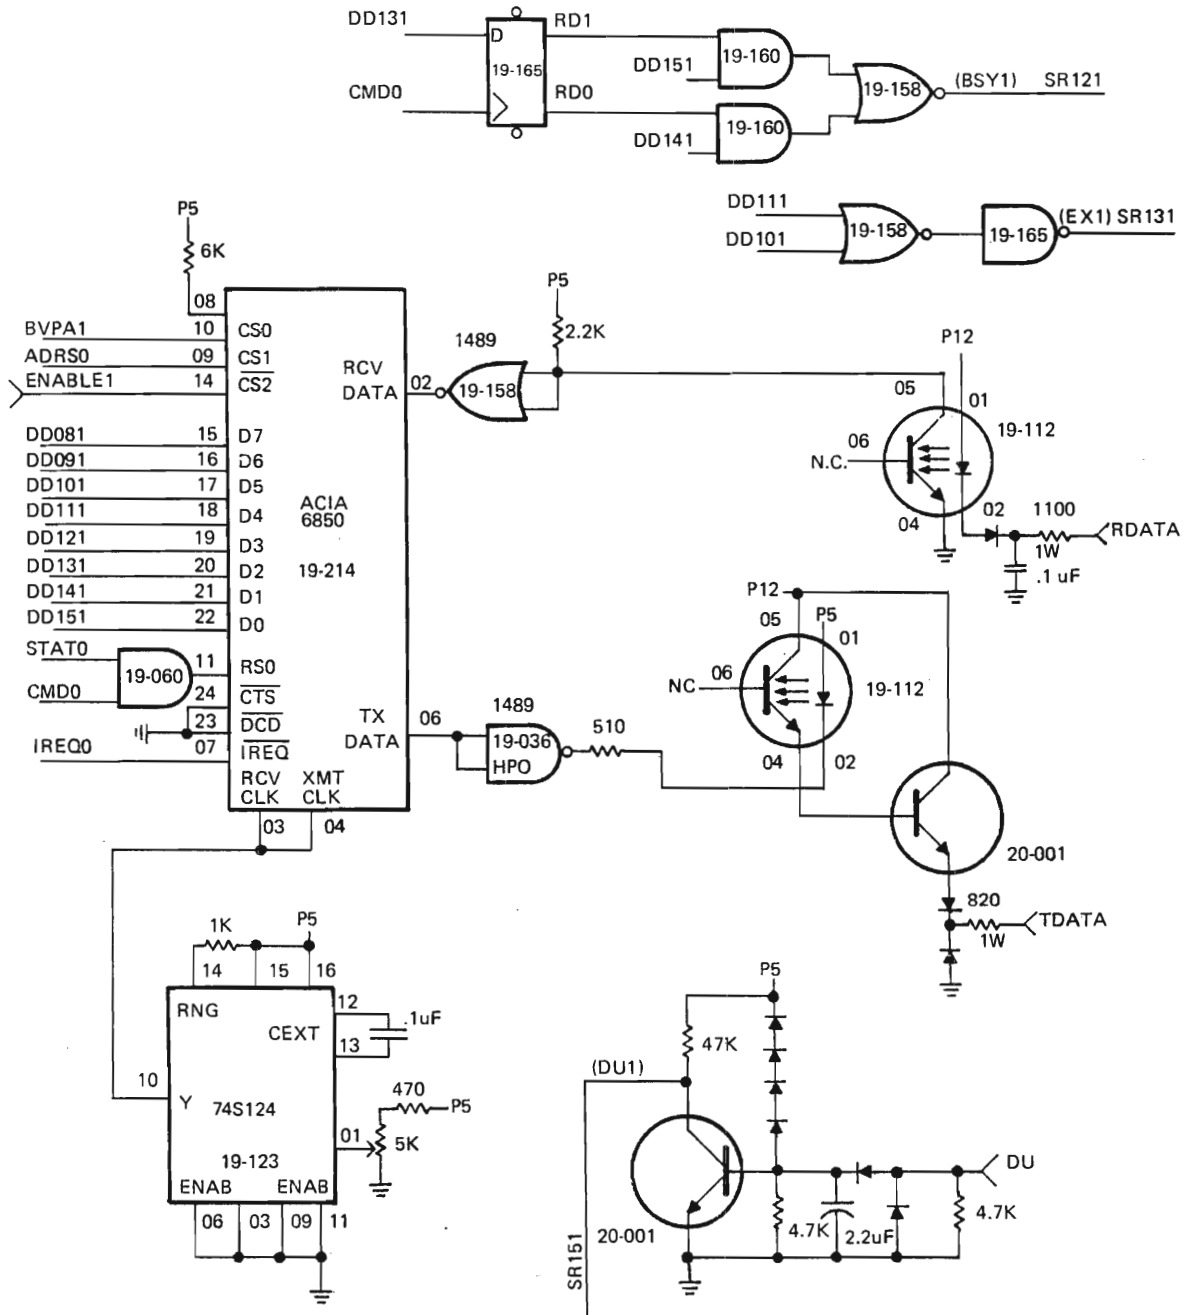 DD131
RD1
D
19-165
CMD0
RD0
DD151
19-160
DD141
19-160
19-158
(BSY1) SR121
DD111
DD101
19-158
19-165
(EX1) SR131
P5
6K
08
BVPA1 10 CS0
ADRS0 09 CS1
ENABLE1 14 CS2
DD081 15 D7
DD091 16 D6
DD101 17 D5
DD111 18 D4
DD121 19 D3
DD131 20 D2
DD141 21 D1
DD151 22 D0
STAT0
CMD0
19-060
11 RS0
24 CTS
23 DCD
IREQ0 07 IREQ
RCV
DATA
ACIA
6850
19-214
TX
DATA
RCV
CLK
XMT
CLK
03
04
02
1489
19-158
P5
2.2K
P12
05
01
19-112
06
N.C.
04
02
1100
1W
RDATA
.1 uF
P12
P5
05
01
06
NC
19-112
04
02
06
1489
19-036
HPO
510
20-001
820
1W
TDATA
1K
P5
14
15
16
RNG
12
CEXT
13
.1uF
10
Y
74S124
19-123
01
470
P5
5K
ENAB
ENAB
06
03
09
11
P5
47K
(DU1)
SR151
20-001
4.7K
2.2uF
4.7K
DU